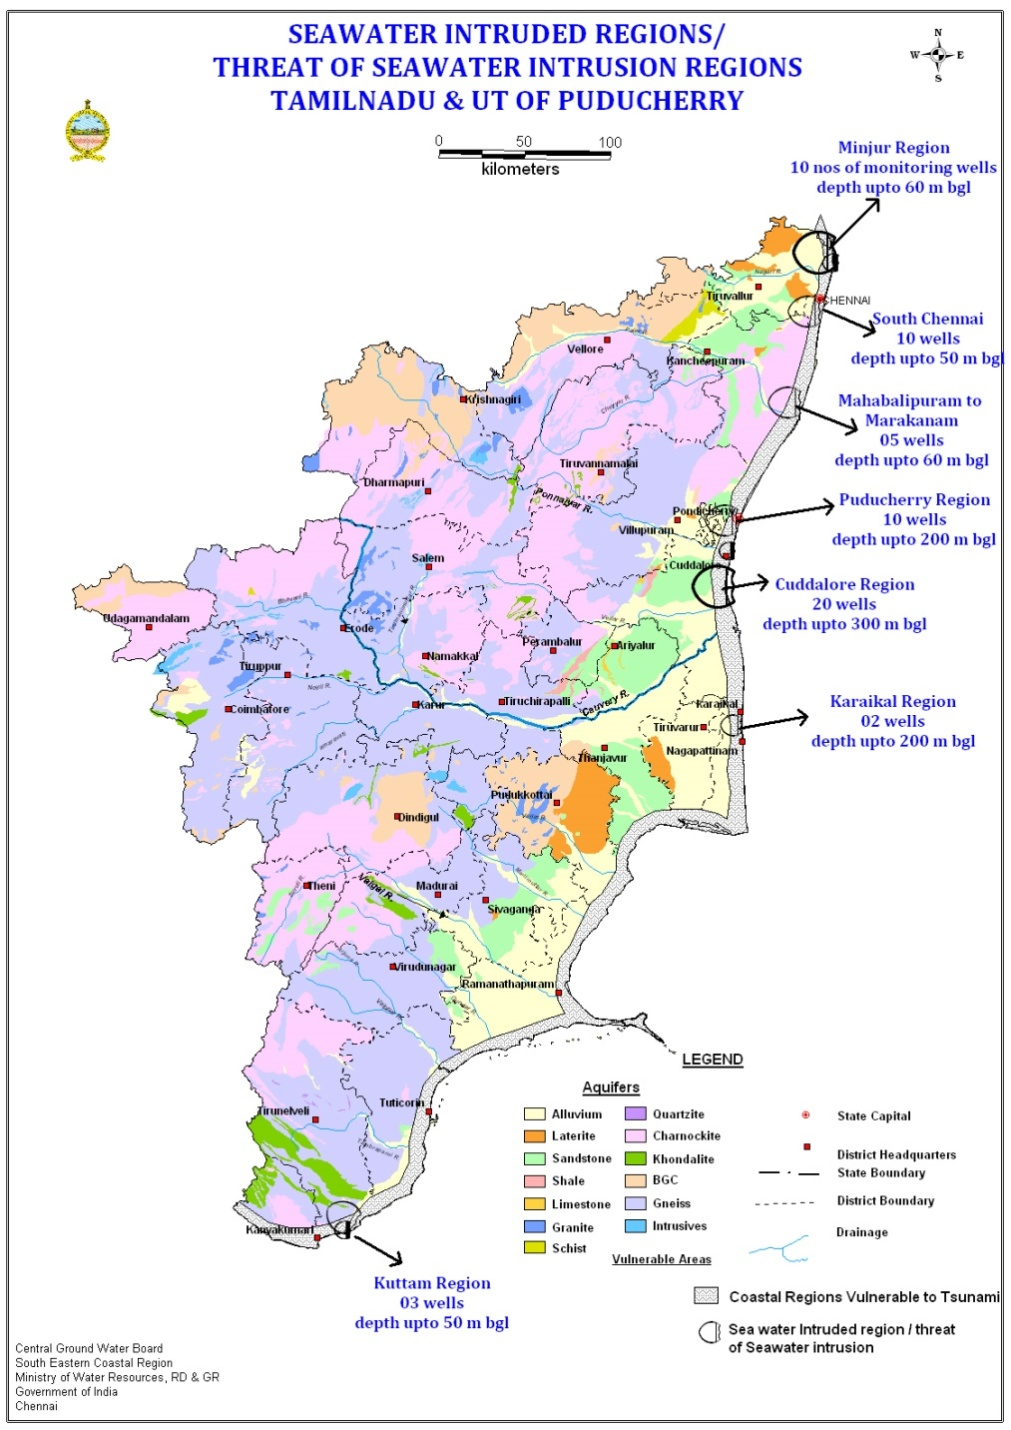 SEAWATER INTRUDED REGIONS/
THREAT OF SEAWATER INTRUSION REGIONS
TAMILNADU & UT OF PUDUCHERRY
N
W E
S
0 50 100
kilometers
Minjur Region
10 nos of monitoring wells
depth upto 60 m bgl
CHENNAI
Tiruvallur
South Chennai
10 wells
depth upto 50 m bgl
Vellore
Kancheepuram
Krishnagiri
Mahabalipuram to
Marakanam
05 wells
depth upto 60 m bgl
Tiruvannamalai
Dharmapuri
Ponnaiyar R.
Puducherry Region
10 wells
depth upto 200 m bgl
Pondicherry
Villupuram
Salem
Cuddalore
Cuddalore Region
20 wells
depth upto 300 m bgl
Udagamandalam
Erode
Perambalur
Ariyalur
Namakkal
Tiruppur
Coimbatore
Karur
Tiruchirapalli
Cauvery R.
Karaikal
Karaikal Region
02 wells
depth upto 200 m bgl
Tiruvarur
Nagapattinam
Thanjavur
Pudukkottai
Dindigul
Theni
Vaigai R.
Madurai
Sivaganga
Virudunagar
Ramanathapuram
Tuticorin
Tirunelveli
Kanyakumari
Kuttam Region
03 wells
depth upto 50 m bgl
LEGEND
Aquifers
Alluvium
Laterite
Sandstone
Shale
Limestone
Granite
Schist
Quartzite
Charnockite
Khondalite
BGC
Gneiss
Intrusives
State Capital
District Headquarters
State Boundary
District Boundary
Drainage
Vulnerable Areas
Coastal Regions Vulnerable to Tsunami
Sea water Intruded region / threat
of Seawater intrusion
Central Ground Water Board
South Eastern Coastal Region
Ministry of Water Resources, RD & GR
Government of India
Chennai